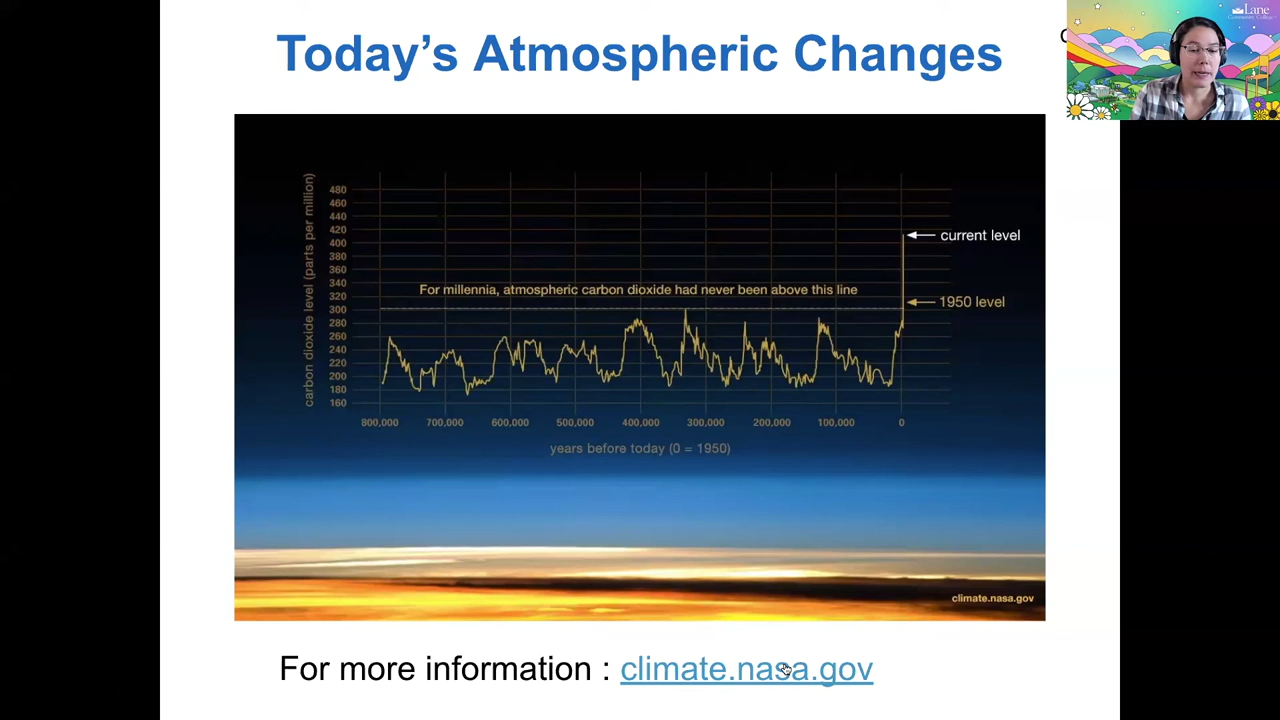 Today's Atmospheric Changes
Lane
Community College
carbon dioxide level (parts per million)
480
460
440
420
400
380
360
340
320
300
280
260
240
220
200
180
160
current level
For millennia, atmospheric carbon dioxide had never been above this line
1950 level
800,000 700,000 600,000 500,000 400,000 300,000 200,000 100,000 0
years before today (0 = 1950)
climate.nasa.gov
For more information : climate.nasa.gov